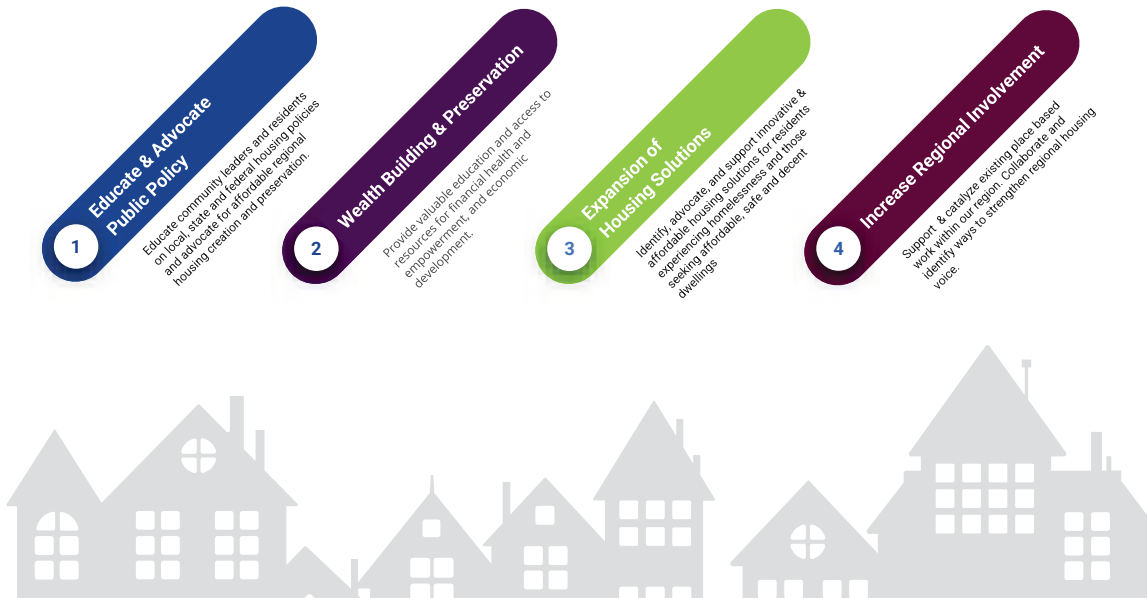 1
Educate & Advocate
Public Policy
Educate community leaders and residents
on local, state and federal housing policies
and advocate for affordable regional
housing creation and preservation.
2
Wealth Building & Preservation
Provide valuable education and access to
resources for financial health and
empowerment, and economic
development.
3
Expansion of
Housing Solutions
Identify, advocate, and support innovative &
affordable housing solutions for residents
experiencing homelessness and those
seeking affordable, safe and decent
dwellings
4
Increase Regional Involvement
Support & catalyze existing place based
work within our region. Collaborate and
identify ways to strengthen regional housing
voice.